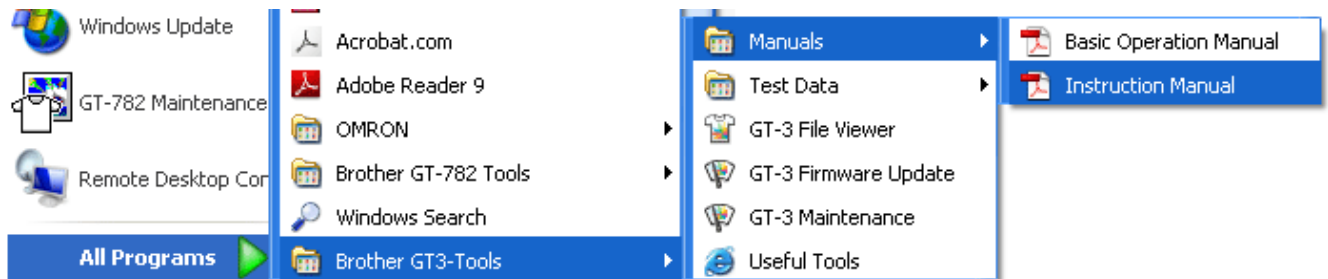 Windows Update
GT-782 Maintenance
Remote Desktop Cor
All Programs
Acrobat.com
Adobe Reader 9
OMRON
Brother GT-782 Tools
Windows Search
Brother GT3-Tools
Manuals
Test Data
GT-3 File Viewer
GT-3 Firmware Update
GT-3 Maintenance
Useful Tools
Basic Operation Manual
Instruction Manual